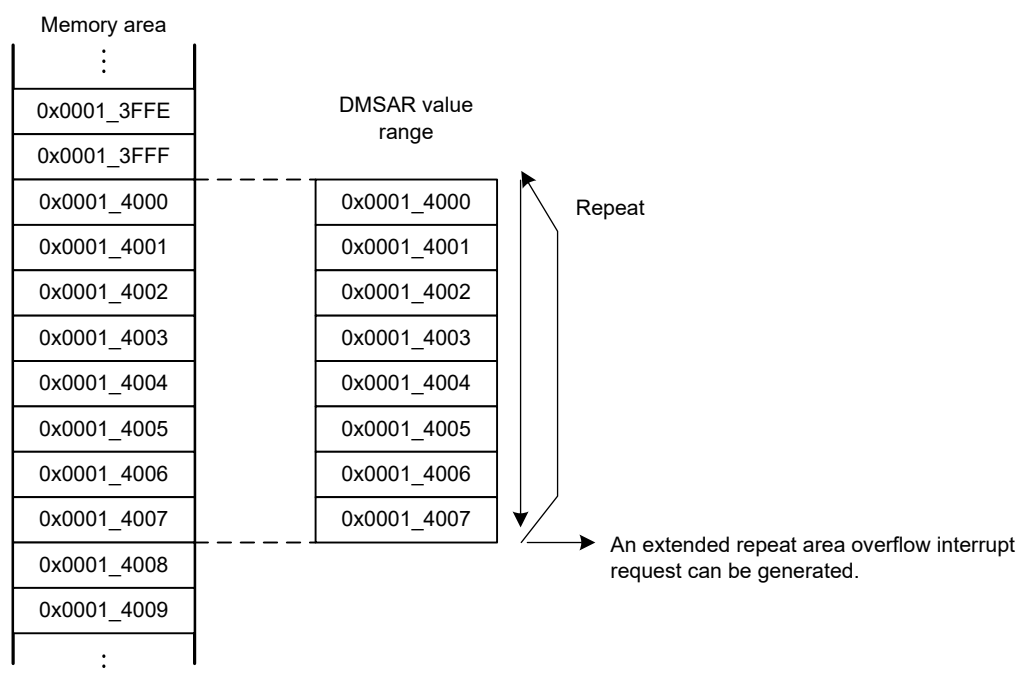 Memory area
⋮
0x0001_3FFE
0x0001_3FFF
0x0001_4000
0x0001_4001
0x0001_4002
0x0001_4003
0x0001_4004
0x0001_4005
0x0001_4006
0x0001_4007
0x0001_4008
0x0001_4009
⋮
DMSAR value
range
0x0001_4000
0x0001_4001
0x0001_4002
0x0001_4003
0x0001_4004
0x0001_4005
0x0001_4006
0x0001_4007
Repeat
An extended repeat area overflow interrupt
request can be generated.